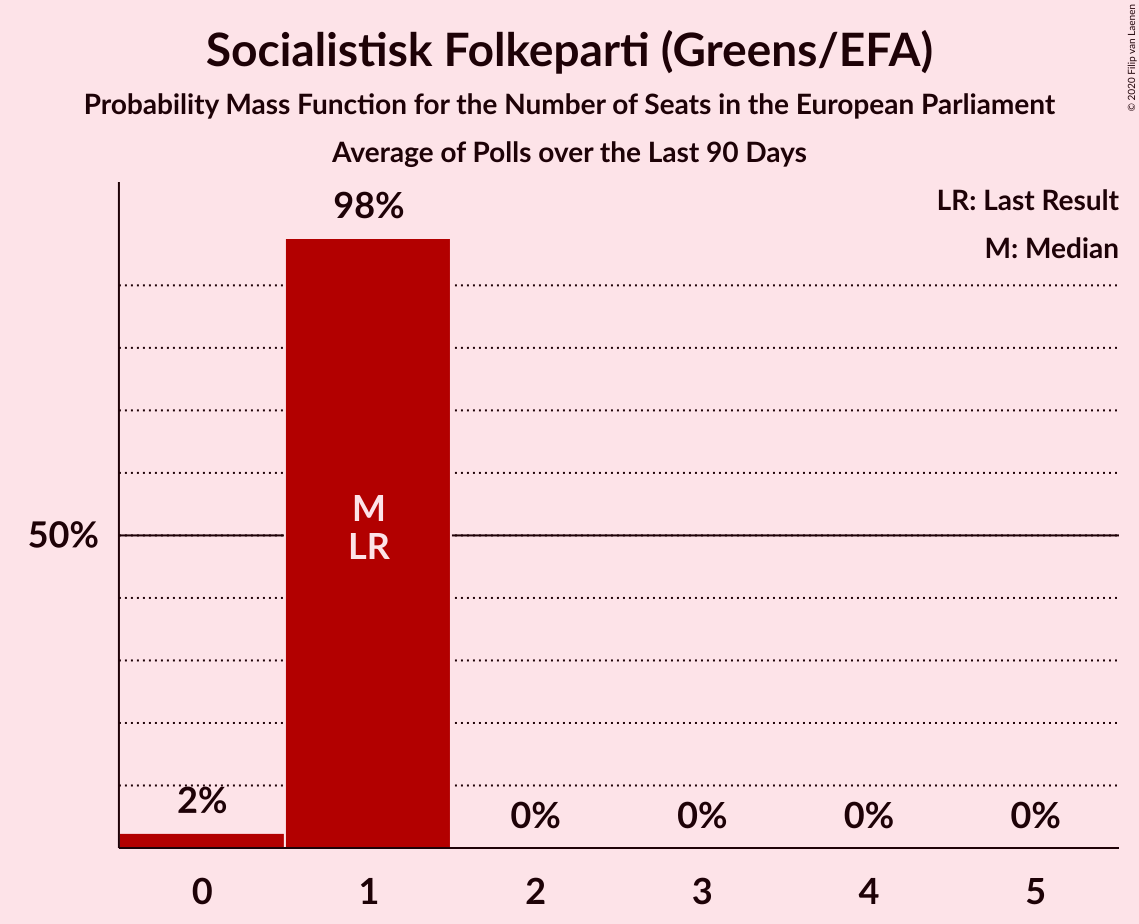 Socialistisk Folkeparti (Greens/EFA)
Probability Mass Function for the Number of Seats in the European Parliament
Average of Polls over the Last 90 Days
© 2020 Filip van Laenen
LR: Last Result
M: Median
98%
M
LR
50%
2%
0%
0%
0%
0%
0
1
2
3
4
5